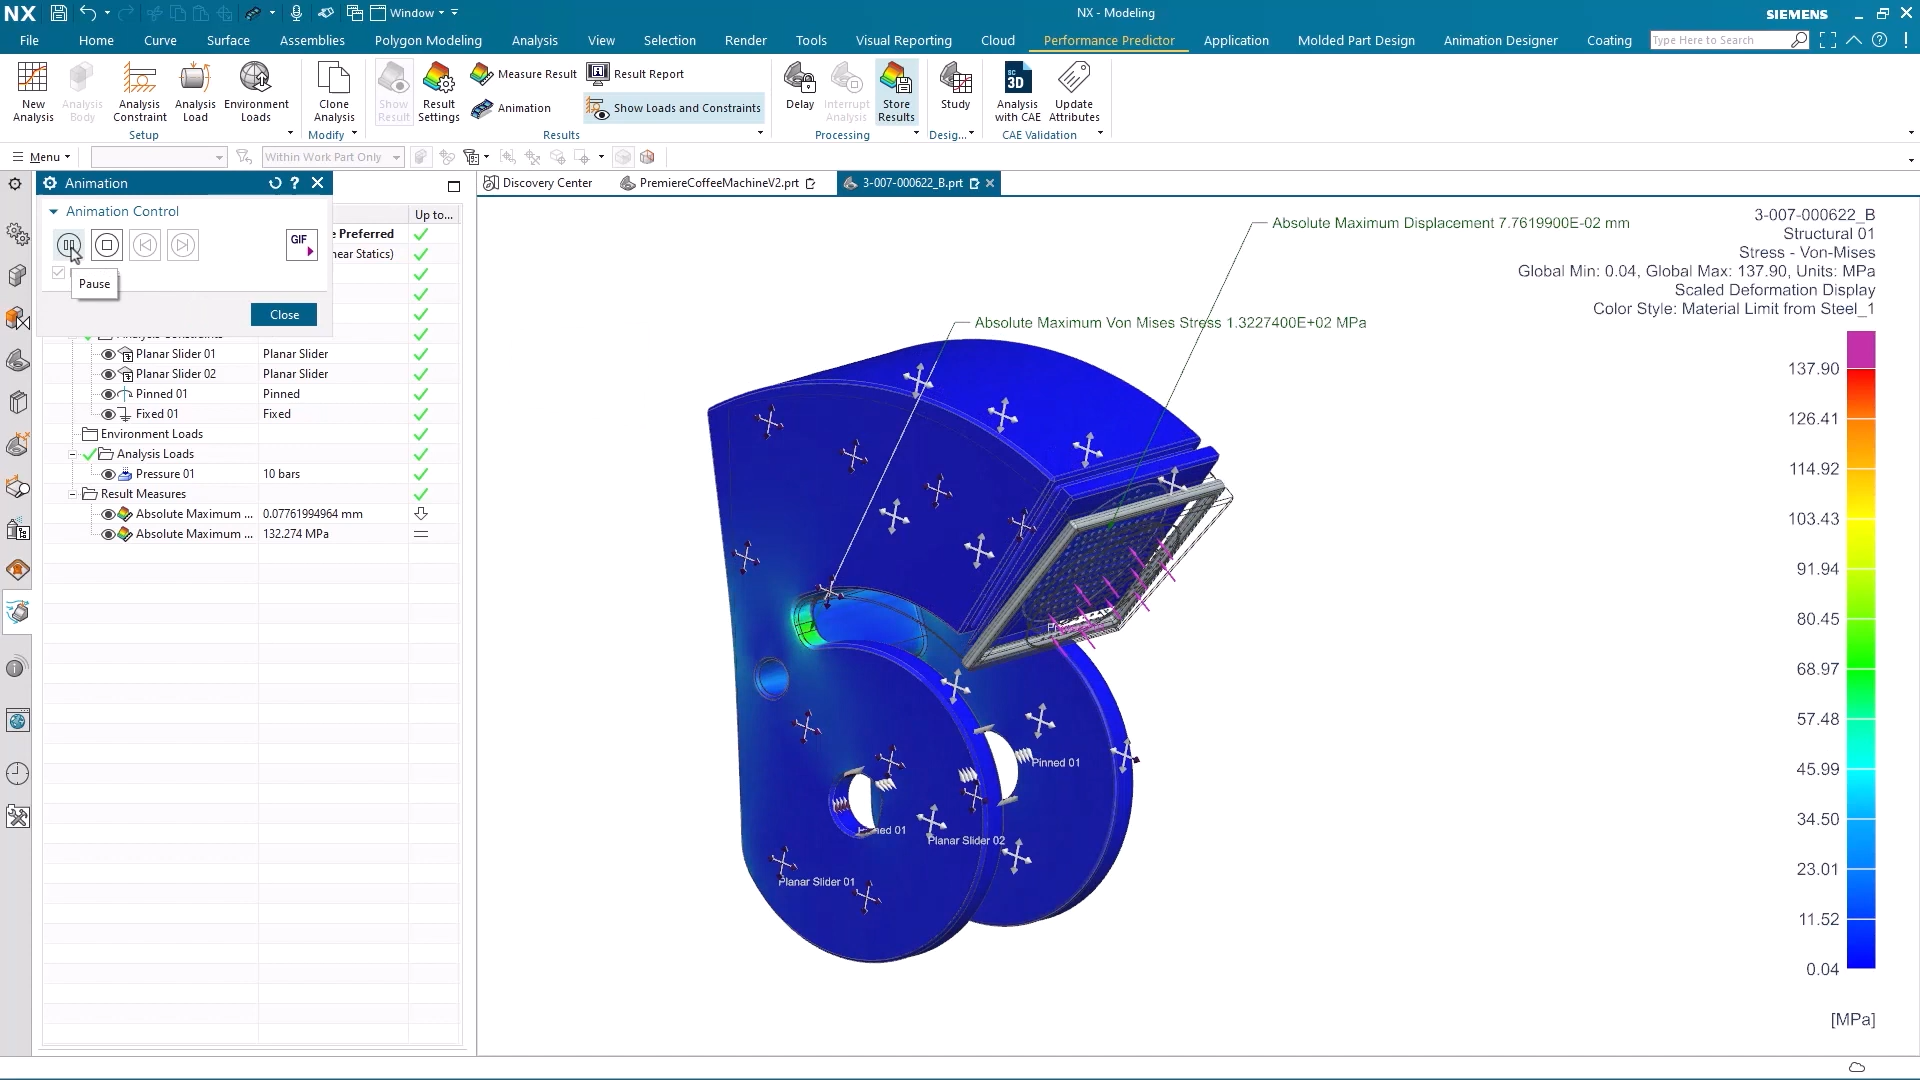 NX
Window
NX - Modeling
SIEMENS
File
Home
Curve
Surface
Assemblies
Polygon Modeling
Analysis
View
Selection
Render
Tools
Visual Reporting
Cloud
Performance Predictor
Application
Molded Part Design
Animation Designer
Coating
Type Here to Search
New Analysis
Analysis Body
Analysis Constraint
Analysis Load
Environment Loads
Setup
Clone Analysis
Modify
Show Result
Result Settings
Measure Result
Animation
Result Report
Show Loads and Constraints
Results
Delay
Interrupt Analysis
Store Results
Processing
Study
Desig...
SC 3D
Analysis with CAE
Update Attributes
CAE Validation
Menu
Within Work Part Only
Animation
Animation Control
GIF
Pause
Close
Discovery Center
PremiereCoffeeMachineV2.prt
3-007-000622_B.prt
Up to...
e Preferred
near Statics)
Planar Slider 01 Planar Slider
Planar Slider 02 Planar Slider
Pinned 01 Pinned
Fixed 01 Fixed
Environment Loads
Analysis Loads
Pressure 01 10 bars
Result Measures
Absolute Maximum ... 0.07761994964 mm
Absolute Maximum ... 132.274 MPa
Absolute Maximum Displacement 7.7619900E-02 mm
Absolute Maximum Von Mises Stress 1.3227400E+02 MPa
3-007-000622_B
Structural 01
Stress - Von-Mises
Global Min: 0.04, Global Max: 137.90, Units: MPa
Scaled Deformation Display
Color Style: Material Limit from Steel_1
137.90
126.41
114.92
103.43
91.94
80.45
68.97
57.48
45.99
34.50
23.01
11.52
0.04
[MPa]
Pinned 01
Planar Slider 02
Planar Slider 01